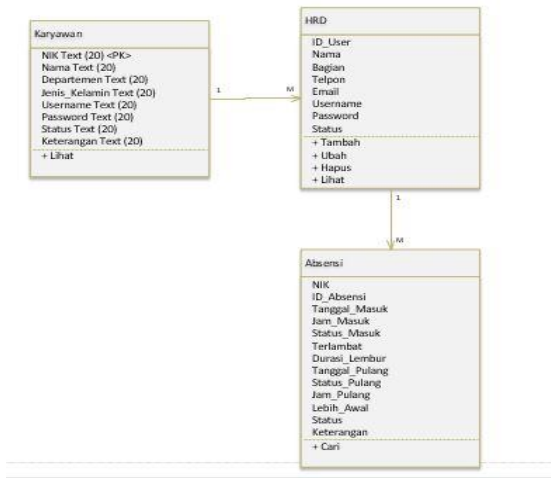 Karyawan
NIK Text (20) <PK>
Nama Text (20)
Departemen Text (20)
Jenis_Kelamin Text (20)
Username Text (20)
Password Text (20)
Status Text (20)
Keterangan Text (20)
+ Lihat
1
M
HRD
ID_User
Nama
Bagian
Telpon
Email
Username
Password
Status
+ Tambah
+ Ubah
+ Hapus
+ Lihat
1
M
Absensi
NIK
ID_Absensi
Tanggal_Masuk
Jam_Masuk
Status_Masuk
Terlambat
Durasi_Lembur
Tanggal_Pulang
Status_Pulang
Jam_Pulang
Lebih_Awal
Status
Keterangan
+ Cari